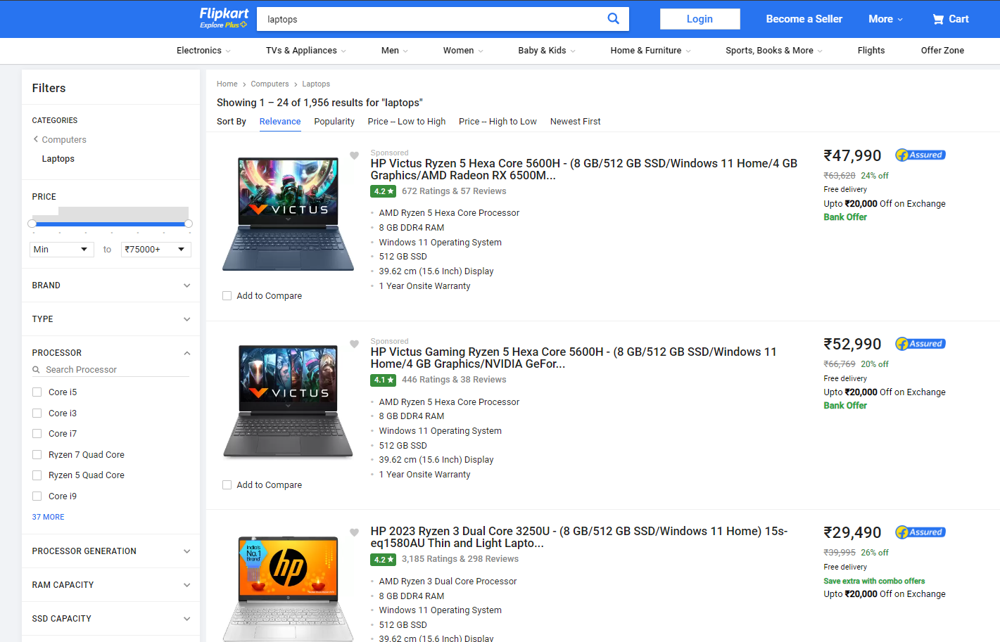 Flipkart
Explore Plus
laptops
Login
Become a Seller
More
Cart
Electronics
TVs & Appliances
Men
Women
Baby & Kids
Home & Furniture
Sports, Books & More
Flights
Offer Zone
Filters
CATEGORIES
Computers
Laptops
PRICE
Min
to
₹75000+
BRAND
TYPE
PROCESSOR
Search Processor
Core i5
Core i3
Core i7
Ryzen 7 Quad Core
Ryzen 5 Quad Core
Core i9
37 MORE
PROCESSOR GENERATION
RAM CAPACITY
SSD CAPACITY
Home > Computers > Laptops
Showing 1 – 24 of 1,956 results for "laptops"
Sort By Relevance Popularity Price -- Low to High Price -- High to Low Newest First
VICTUS
Add to Compare
Sponsored
HP Victus Ryzen 5 Hexa Core 5600H - (8 GB/512 GB SSD/Windows 11 Home/4 GB
Graphics/AMD Radeon RX 6500M...
4.2 ★ 672 Ratings & 57 Reviews
AMD Ryzen 5 Hexa Core Processor
8 GB DDR4 RAM
Windows 11 Operating System
512 GB SSD
39.62 cm (15.6 Inch) Display
1 Year Onsite Warranty
₹47,990
Assured
₹63,628 24% off
Free delivery
Upto ₹20,000 Off on Exchange
Bank Offer
VICTUS
Add to Compare
Sponsored
HP Victus Gaming Ryzen 5 Hexa Core 5600H - (8 GB/512 GB SSD/Windows 11
Home/4 GB Graphics/NVIDIA GeFor...
4.1 ★ 446 Ratings & 38 Reviews
AMD Ryzen 5 Hexa Core Processor
8 GB DDR4 RAM
Windows 11 Operating System
512 GB SSD
39.62 cm (15.6 Inch) Display
1 Year Onsite Warranty
₹52,990
Assured
₹66,769 20% off
Free delivery
Upto ₹20,000 Off on Exchange
Bank Offer
India's
No.1
Brand
hp
HP 2023 Ryzen 3 Dual Core 3250U - (8 GB/512 GB SSD/Windows 11 Home) 15s-
eq1580AU Thin and Light Lapto...
4.2 ★ 3,185 Ratings & 298 Reviews
AMD Ryzen 3 Dual Core Processor
8 GB DDR4 RAM
Windows 11 Operating System
512 GB SSD
39.62 cm (15.6 Inch) Display
₹29,490
Assured
₹39,995 26% off
Free delivery
Save extra with combo offers
Upto ₹20,000 Off on Exchange